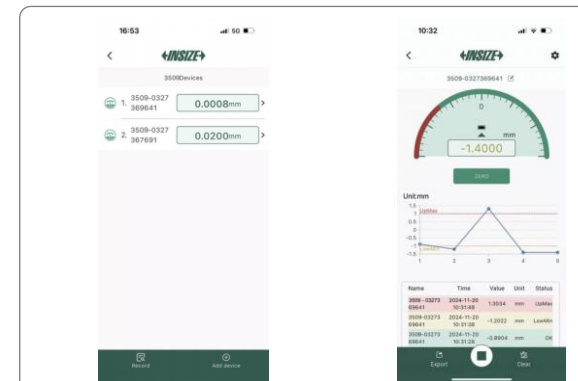 16:53
5G
INSIZE
3509Devices
1. 3509-0327
369641
0.0008mm
2. 3509-0327
367691
0.0200mm
Record
Add device
10:32
INSIZE
3509-0327369641
0
mm
-1.4000
ZERO
Unit:mm
1.5
UpMax
1
0.5
0
-0.5
-1
LowMin
-1.5
1 2 3 4 5
Name Time Value Unit Status
3509-03273 2024-11-20 1.3034 mm UpMax
69641 10:31:48
3509-03273 2024-11-20 -1.2022 mm LowMin
69641 10:31:38
3509-03273 2024-11-20 -0.8904 mm OK
69641 10:31:28
Export
Clear